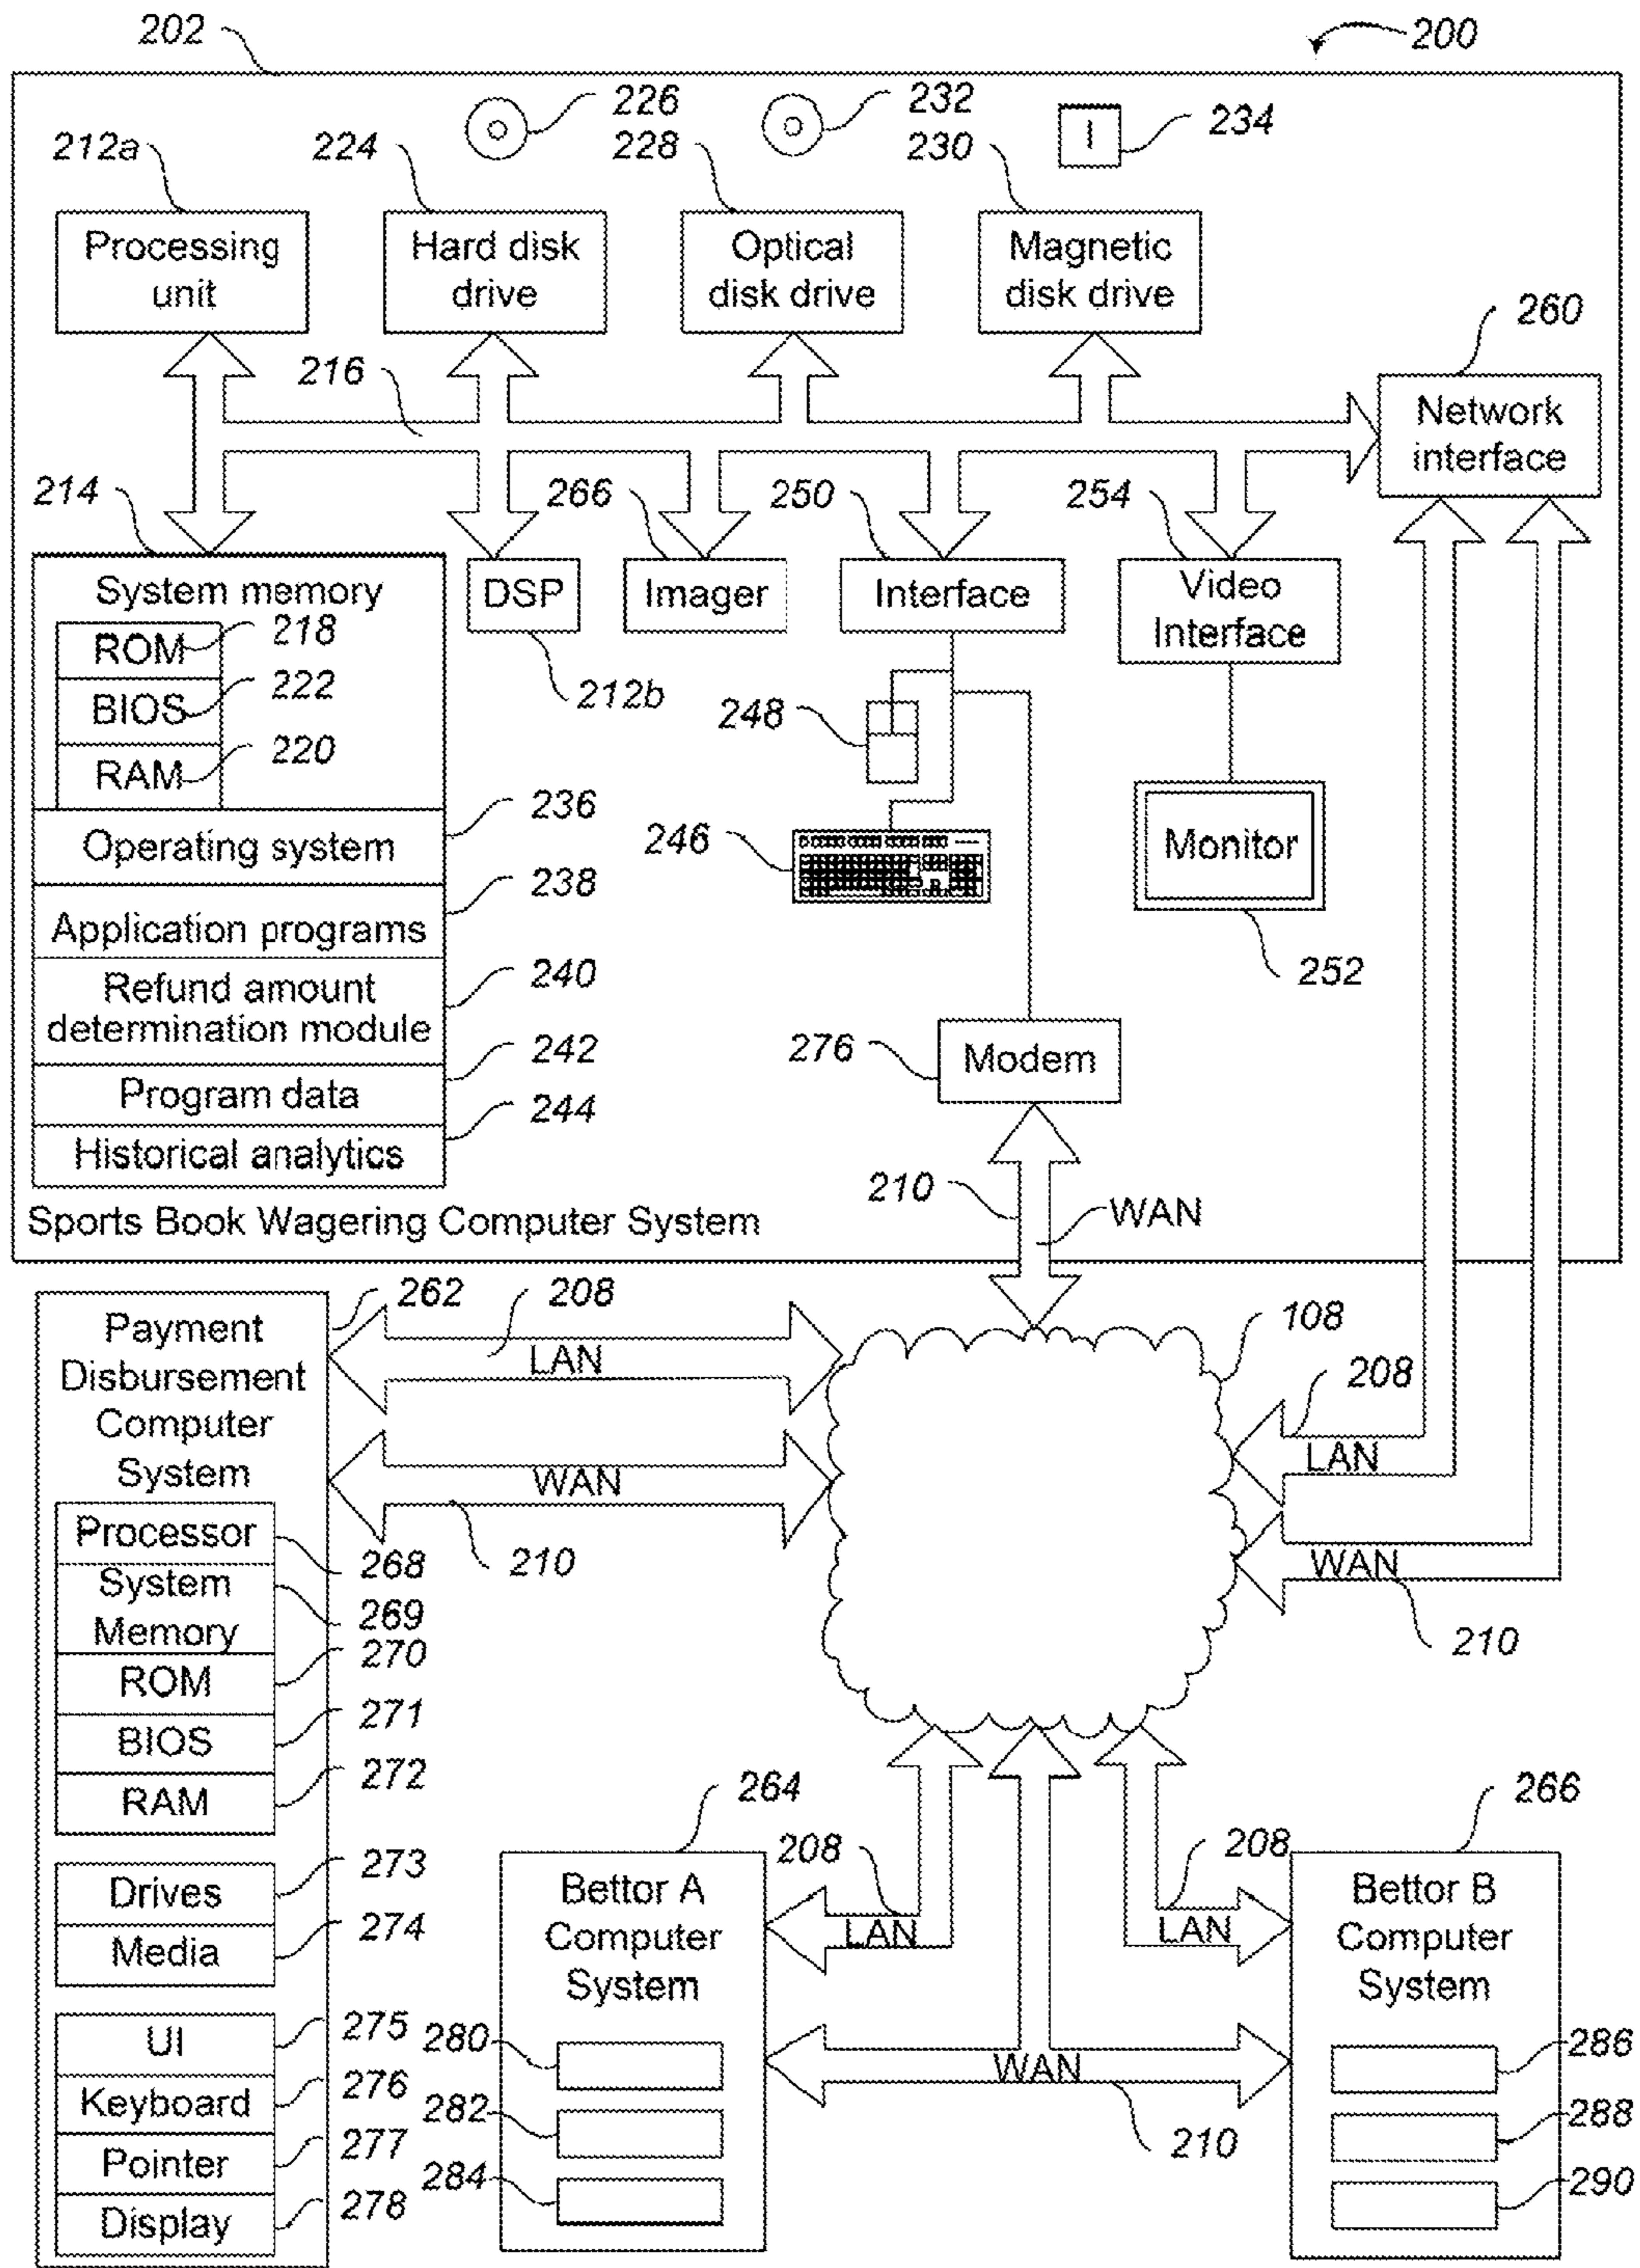 202
200
226
232
234
212a
224
228
230
Processing
unit
Hard disk
drive
Optical
disk drive
Magnetic
disk drive
260
216
Network
interface
214
266
250
254
System memory
ROM
218
BIOS
222
RAM
220
DSP
Imager
Interface
Video
Interface
212b
248
236
Operating system
246
Monitor
238
Application programs
252
240
Refund amount
determination module
242
276
Modem
Program data
244
Historical analytics
210
WAN
Sports Book Wagering Computer System
262
208
108
Payment
Disbursement
Computer
System
LAN
208
LAN
WAN
210
WAN
210
Processor
268
System
Memory
269
ROM
270
BIOS
271
RAM
272
264
266
208
208
Drives
273
Media
274
Bettor A
Computer
System
LAN
LAN
Bettor B
Computer
System
UI
275
Keyboard
276
Pointer
277
Display
278
280
282
284
WAN
210
286
288
290